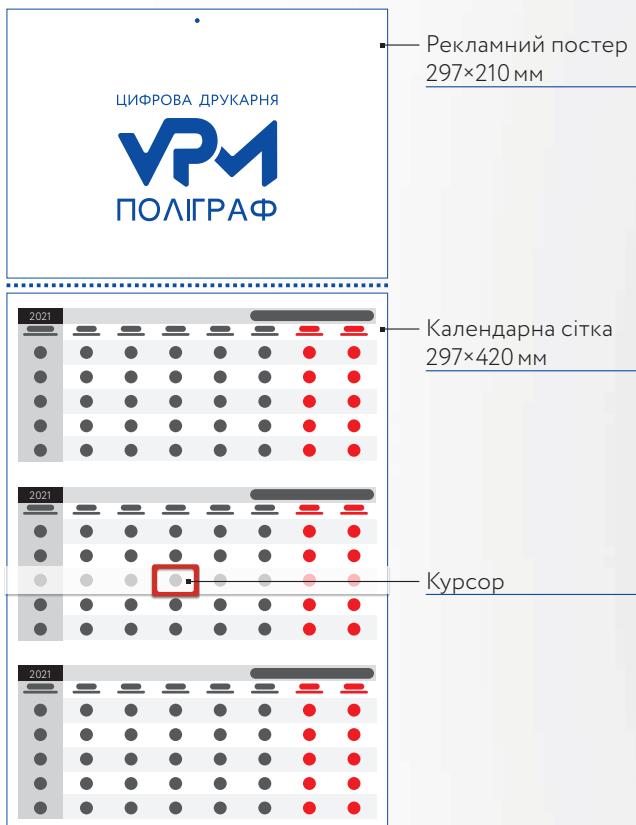 ЦИФРОВА ДРУКАРНЯ
VPM
ПОЛІГРАФ
Рекламний постер
297×210 мм
2021
Календарна сітка
297×420 мм
2021
Курсор
2021